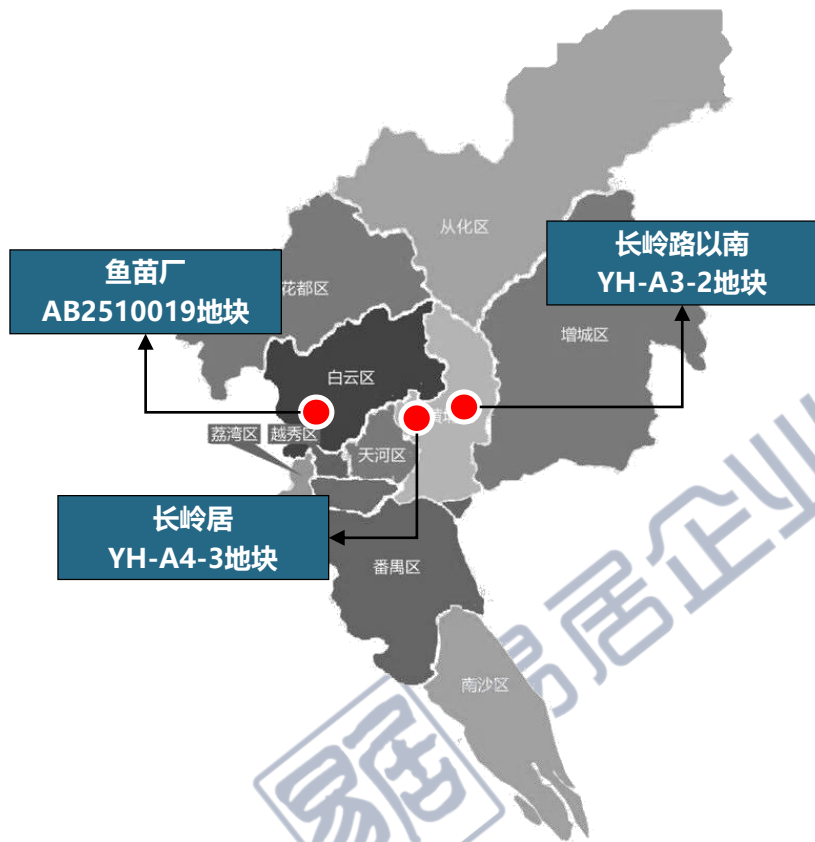 从化区
长岭路以南
YH-A3-2地块
鱼苗厂
AB2510019地块
花都区
增城区
白云区
荔湾区
越秀区
天河区
长岭居
YH-A4-3地块
番禺区
南沙区
易居企业
易居